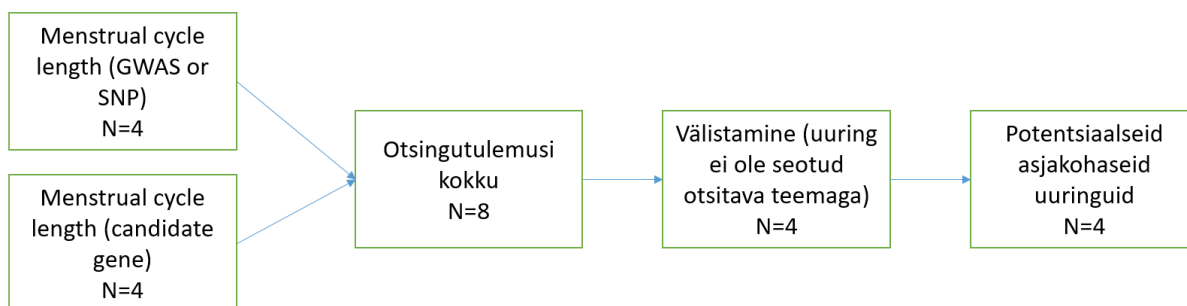 Menstrual cycle
length (GWAS or
SNP)
N=4
Menstrual cycle
length (candidate
gene)
N=4
Otsingutulemusi
kokku
N=8
Välistamine (uuring
ei ole seotud
otsitava teemaga)
N=4
Potentsiaalseid
asjakohaseid
uuringuid
N=4